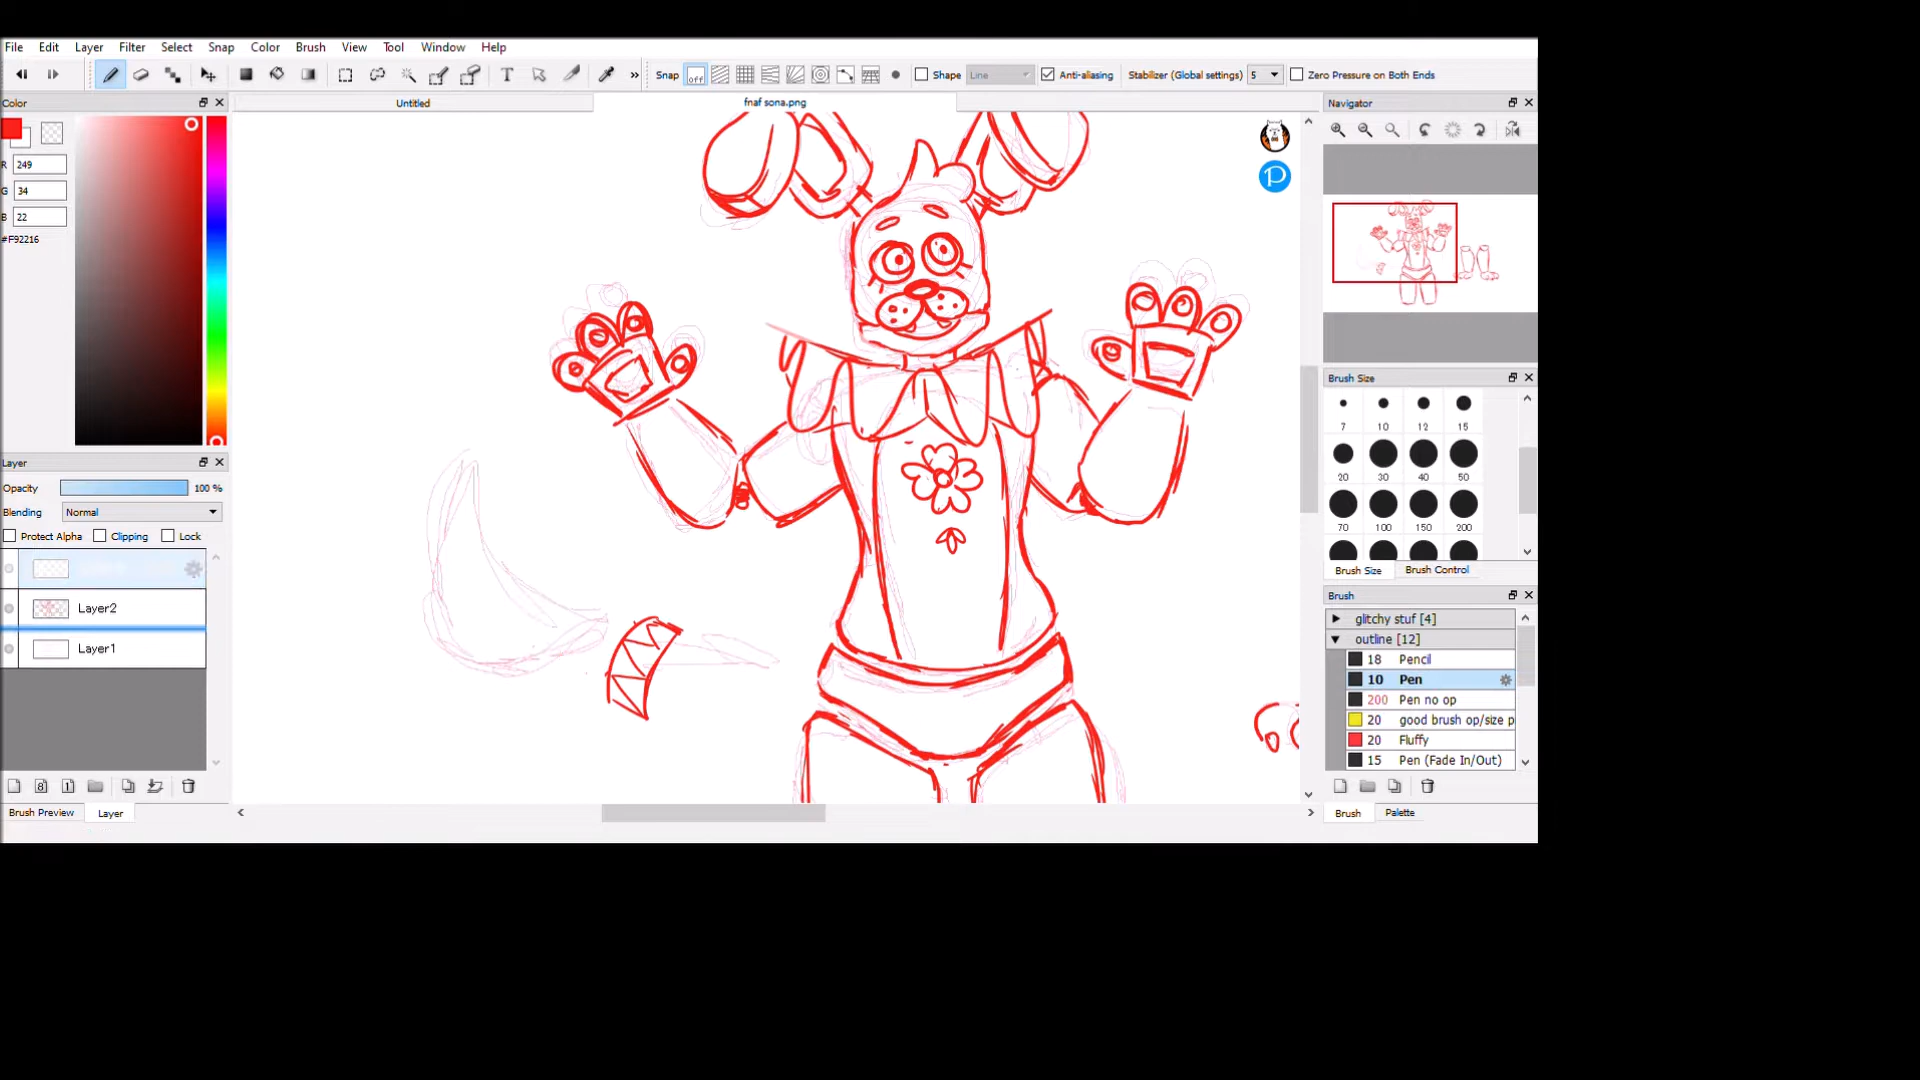 File Edit Layer Filter Select Snap Color Brush View Tool Window Help
Snap off Shape Line Anti-aliasing Stabilizer (Global settings) 5 Zero Pressure on Both Ends
Color
Untitled
fnaf sona.png
Navigator
R 249
G 34
B 22
#F92216
Layer
Opacity 100 %
Blending Normal
Protect Alpha Clipping Lock
Layer2
Layer1
Brush Preview Layer
Brush Size
7 10 12 15
20 30 40 50
70 100 150 200
Brush Size Brush Control
Brush
glitchy stuf [4]
outline [12]
18 Pencil
10 Pen
200 Pen no op
20 good brush op/size p
20 Fluffy
15 Pen (Fade In/Out)
Brush Palette